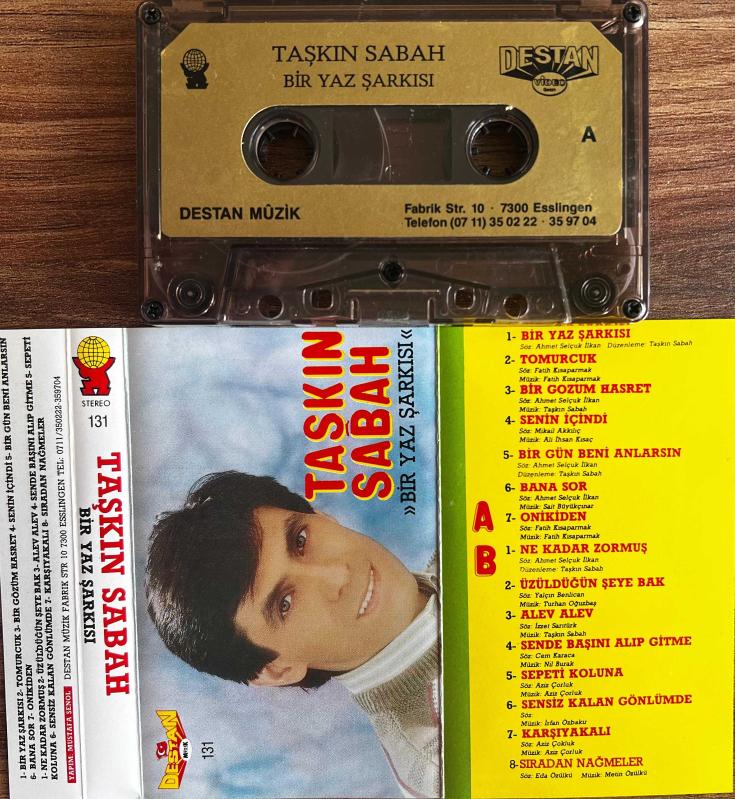 TAŞKIN SABAH
BİR YAZ ŞARKISI
DESTAN
VİDEO
GmbH
A
DESTAN MÛZİK
Fabrik Str. 10 · 7300 Esslingen
Telefon (07 11) 35 02 22 · 35 97 04
1- BİR YAZ ŞARKISI 2- TOMURCUK 3- BİR GÖZÜM HASRET 4- SENİN İÇİNDİ 5- BİR GÜN BENİ ANLARSIN
6- BANA SOR 7- ONİKİDEN
1- NE KADAR ZORMUŞ 2- ÜZÜLDÜĞÜN ŞEYE BAK 3- ALEV ALEV 4- SENDE BAŞINI ALIP GİTME 5- SEPETİ
KOLUNA 6- SENSİZ KALAN GÖNLÜMDE 7- KARŞIYAKALI 8- SIRADAN NAĞMELER
YAPIM: MUSTAFA ŞENOL
DESTAN MÜZİK FABRIK STR 10 7300 ESSLINGEN TEL: 0711/350222-359704
STEREO
131
TAŞKIN SABAH
BİR YAZ ŞARKISI
TAŞKIN
SABAH
»BİR YAZ ŞARKISI«
DESTAN
MÜZİK
131
A
B
1- BİR YAZ ŞARKISI
Söz: Ahmet Selçuk İlkan Düzenleme: Taşkın Sabah
2- TOMURCUK
Söz: Fatih Kısaparmak
Müzik: Fatih Kısaparmak
3- BİR GOZUM HASRET
Söz: Ahmet Selçuk İlkan
Müzik: Taşkın Sabah
4- SENİN İÇİNDİ
Söz: Mikail Akkılıç
Müzik: Ali İhsan Kısaç
5- BİR GÜN BENİ ANLARSIN
Söz: Ahmet Selçuk İlkan
Düzenleme: Taşkın Sabah
6- BANA SOR
Söz: Ahmet Selçuk İlkan
Müzik: Sait Büyükçınar
7- ONİKİDEN
Söz: Fatih Kısaparmak
Müzik: Fatih Kısaparmak
1- NE KADAR ZORMUŞ
Söz: Ahmet Selçuk İlkan
Düzenleme: Taşkın Sabah
2- ÜZÜLDÜĞÜN ŞEYE BAK
Söz: Yalçın Benlican
Müzik: Turhan Oğuzbaş
3- ALEV ALEV
Söz: İzzet Sarıtürk
Müzik: Taşkın Sabah
4- SENDE BAŞINI ALIP GİTME
Söz: Cem Karaca
Müzik: Nil Burak
5- SEPETİ KOLUNA
Söz: Aziz Çorluk
Müzik: Aziz Çorluk
6- SENSİZ KALAN GÖNLÜMDE
Söz:
Müzik: İrfan Özbakır
7- KARŞIYAKALI
Söz: Aziz Çokluk
Müzik: Aziz Çorluk
8-SIRADAN NAĞMELER
Söz: Eda Özülkü Müzik: Metin Özülkü